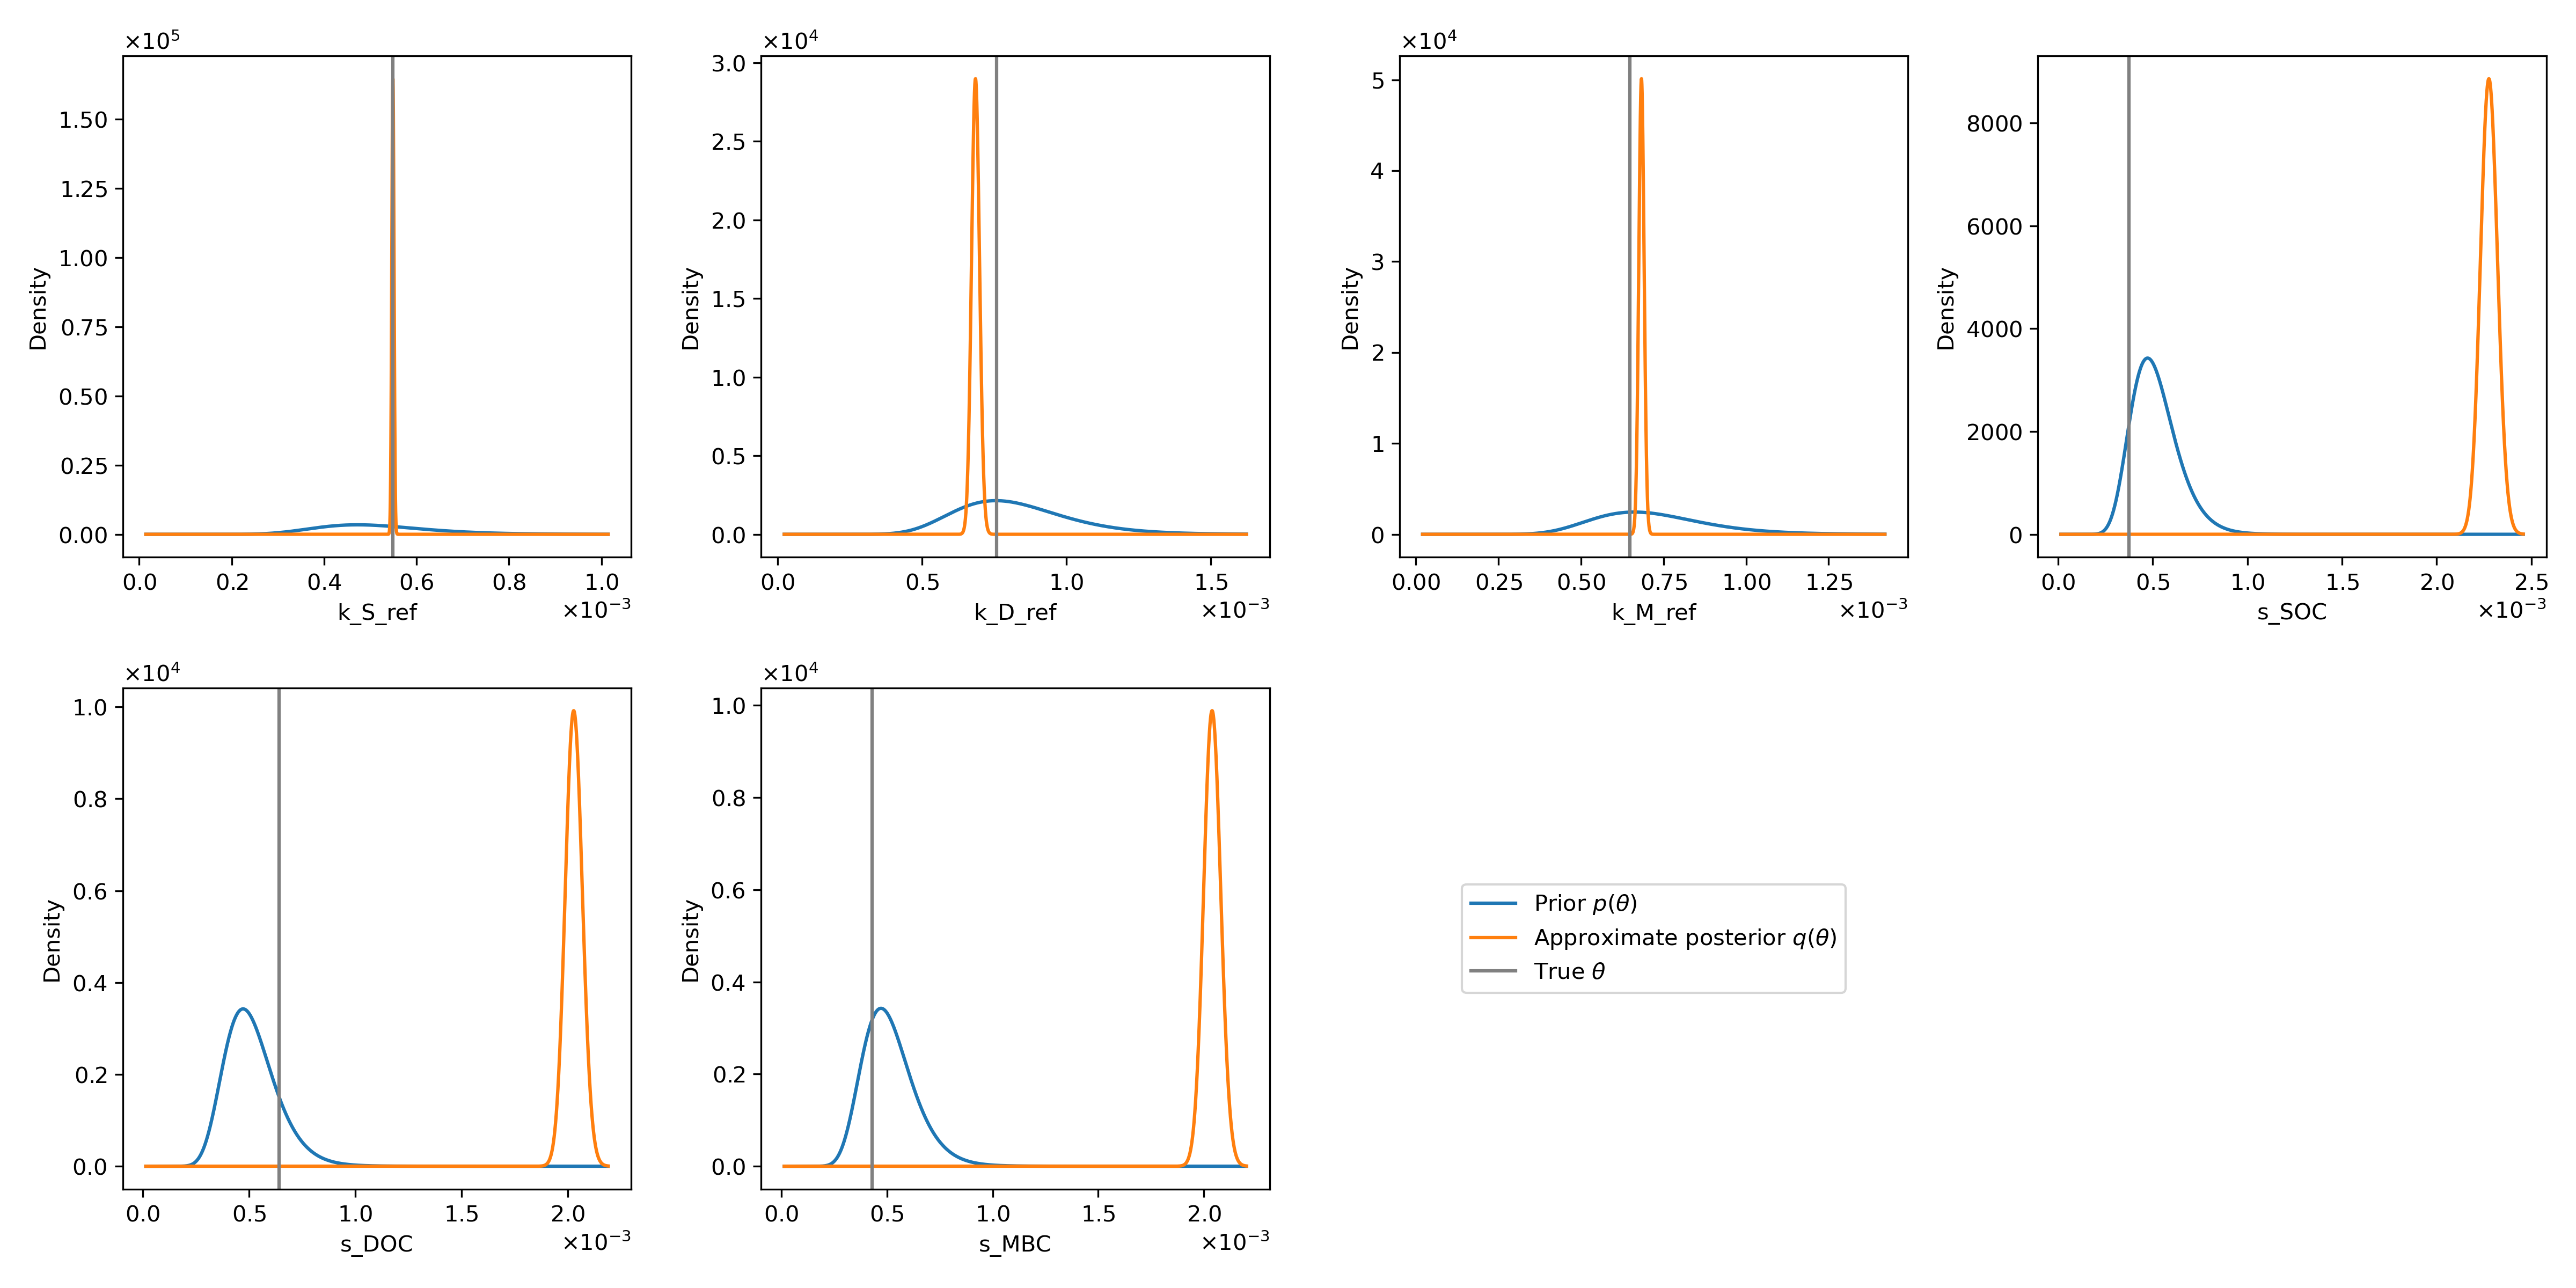 ×10⁵
Density
1.50
1.25
1.00
0.75
0.50
0.25
0.00
0.0 0.2 0.4 0.6 0.8 1.0
k_S_ref ×10⁻³
×10⁴
Density
3.0
2.5
2.0
1.5
1.0
0.5
0.0
0.0 0.5 1.0 1.5
k_D_ref ×10⁻³
×10⁴
Density
5
4
3
2
1
0
0.00 0.25 0.50 0.75 1.00 1.25
k_M_ref ×10⁻³
Density
8000
6000
4000
2000
0
0.0 0.5 1.0 1.5 2.0 2.5
s_SOC ×10⁻³
×10⁴
Density
1.0
0.8
0.6
0.4
0.2
0.0
0.0 0.5 1.0 1.5 2.0
s_DOC ×10⁻³
×10⁴
Density
1.0
0.8
0.6
0.4
0.2
0.0
0.0 0.5 1.0 1.5 2.0
s_MBC ×10⁻³
Prior p(θ)
Approximate posterior q(θ)
True θ